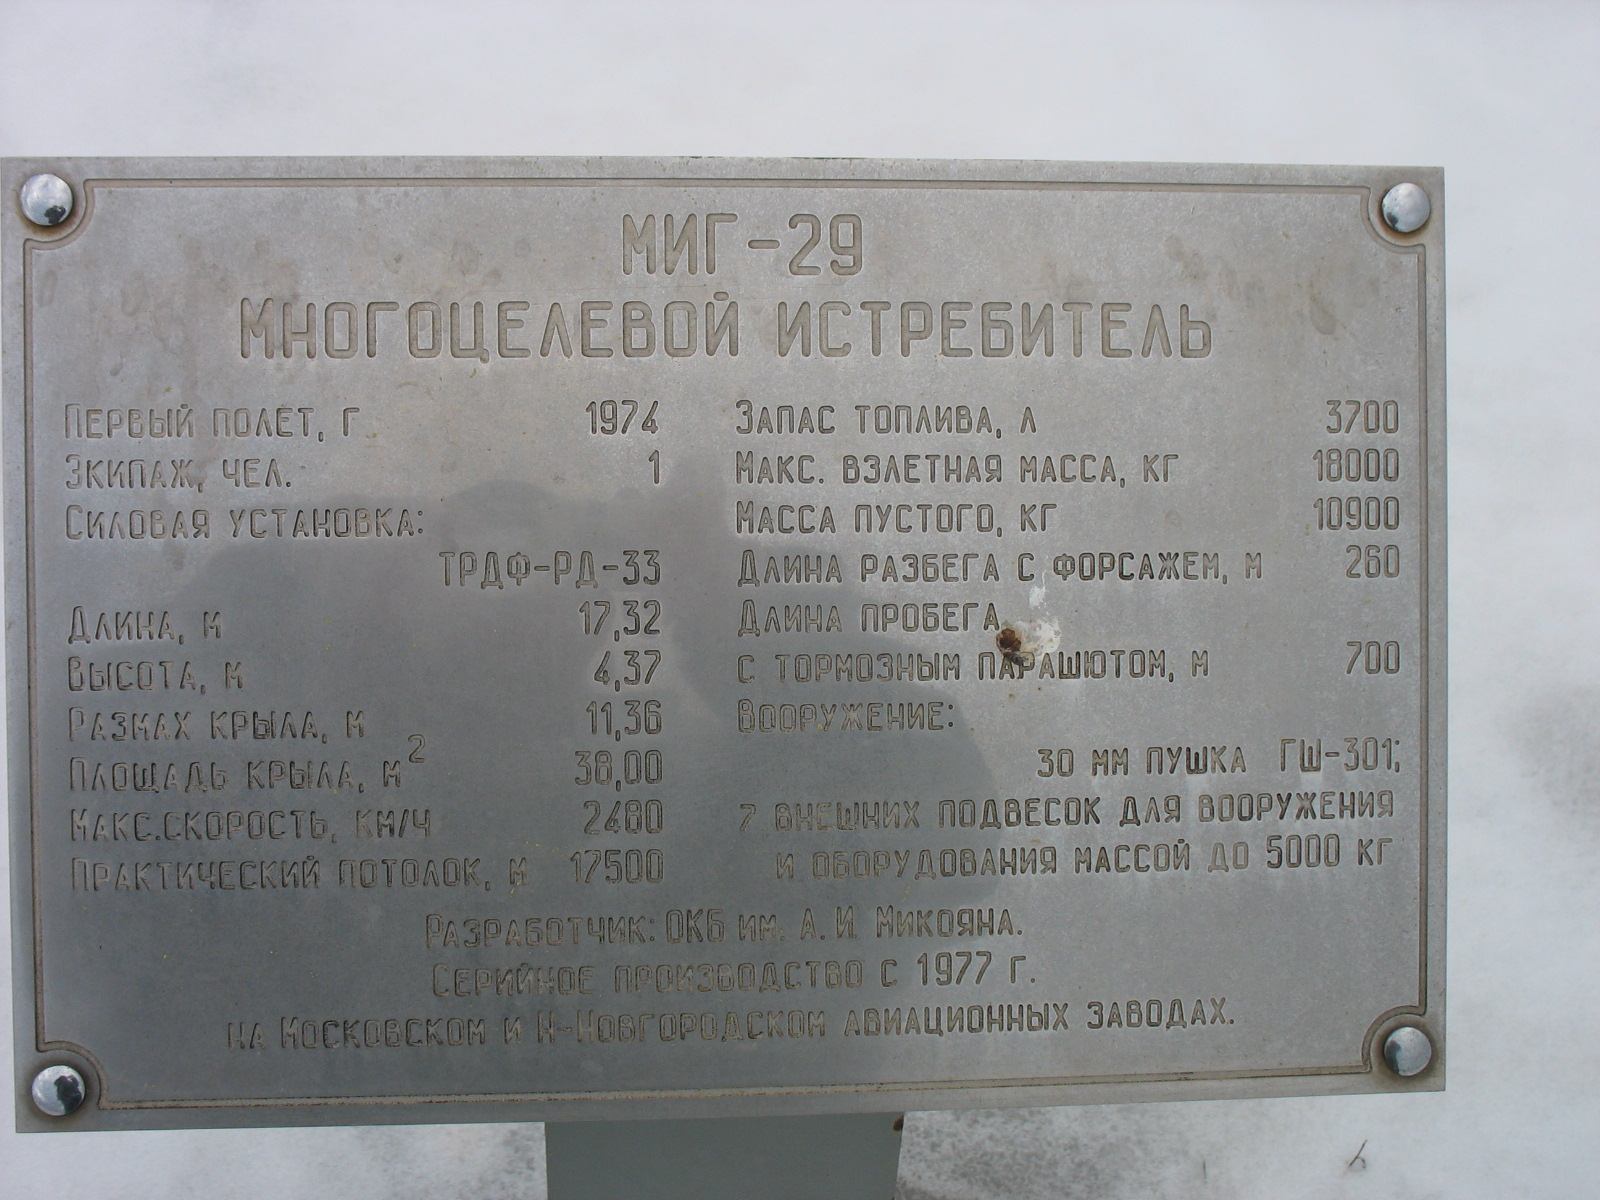 МИГ-29
МНОГОЦЕЛЕВОЙ ИСТРЕБИТЕЛЬ
ПЕРВЫЙ ПОЛЕТ, Г 1974
ЭКИПАЖ, ЧЕЛ. 1
СИЛОВАЯ УСТАНОВКА:
ТРДФ-РД-33
ДЛИНА, М 17,32
ВЫСОТА, М 4,37
РАЗМАХ КРЫЛА, М 11,36
ПЛОЩАДЬ КРЫЛА, М² 38,00
МАКС.СКОРОСТЬ, КМ/Ч 2480
ПРАКТИЧЕСКИЙ ПОТОЛОК, М 17500
ЗАПАС ТОПЛИВА, Л 3700
МАКС. ВЗЛЕТНАЯ МАССА, КГ 18000
МАССА ПУСТОГО, КГ 10900
ДЛИНА РАЗБЕГА С ФОРСАЖЕМ, М 260
ДЛИНА ПРОБЕГА
С ТОРМОЗНЫМ ПАРАШЮТОМ, М 700
ВООРУЖЕНИЕ:
30 ММ ПУШКА ГШ-301;
7 ВНЕШНИХ ПОДВЕСОК ДЛЯ ВООРУЖЕНИЯ
И ОБОРУДОВАНИЯ МАССОЙ ДО 5000 КГ
РАЗРАБОТЧИК: ОКБ ИМ. А. И. МИКОЯНА.
СЕРИЙНОЕ ПРОИЗВОДСТВО С 1977 Г.
НА МОСКОВСКОМ И Н-НОВГОРОДСКОМ АВИАЦИОННЫХ ЗАВОДАХ.